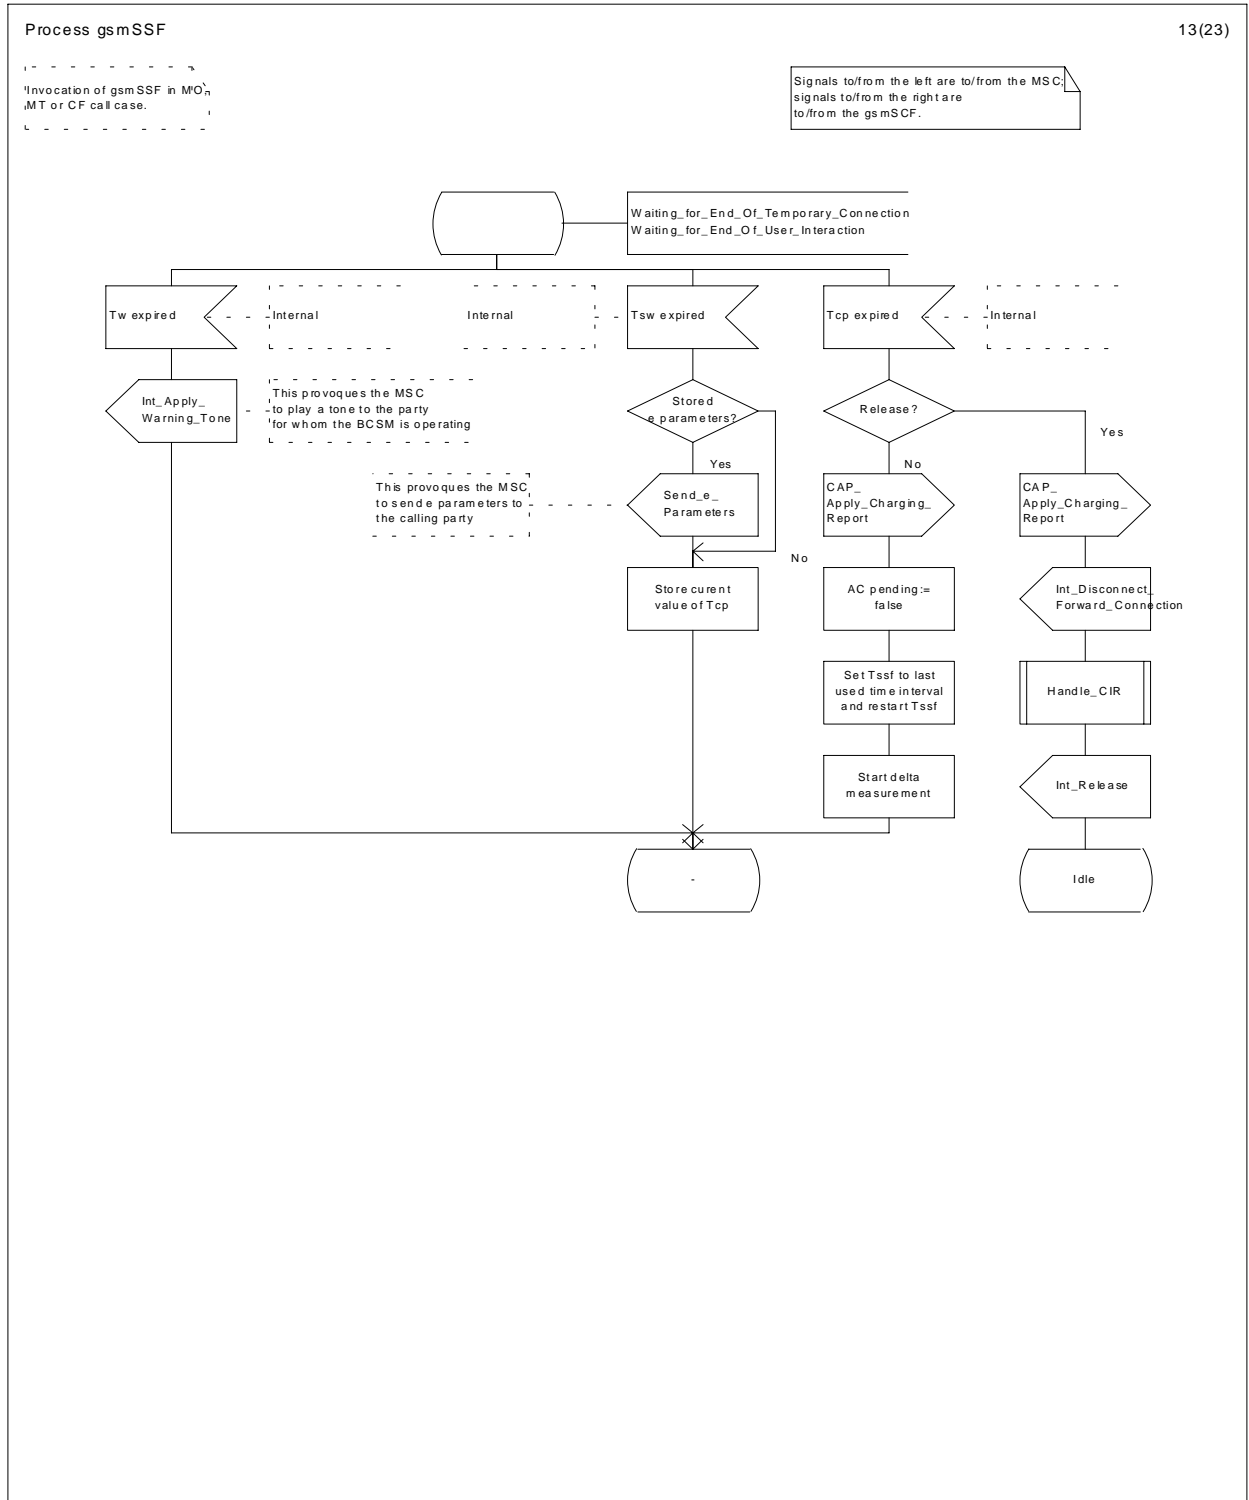 Process gsmSSF
13(23)
Invocation of gsmSSF in MO,
MT or CF call case.
Signals to/from the left are to/from the MSC;
signals to/from the right are
to/from the gsmSCF.
Waiting_for_End_Of_Temporary_Connection
Waiting_for_End_Of_User_Interaction
Tw expired
Internal
Internal
Tsw expired
Tcp expired
Internal
Int_Apply_
Warning_Tone
This provoques the MSC
to play a tone to the party
for whom the BCSM is operating
Stored
e parameters?
Release?
Yes
Yes
No
This provoques the MSC
to send e parameters to
the calling party
Send_e_
Parameters
CAP_
Apply_Charging_
Report
CAP_
Apply_Charging_
Report
No
Store curent
value of Tcp
AC pending:=
false
Int_Disconnect_
Forward_Connection
Set Tssf to last
used time interval
and restart Tssf
Handle_CIR
Start delta
measurement
Int_Release
-
Idle